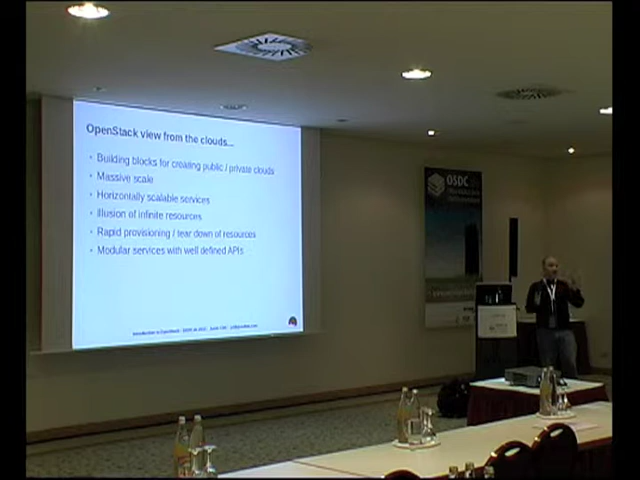 OpenStack view from the clouds...
• Building blocks for creating public / private clouds
• Massive scale
• Horizontally scalable services
• Illusion of infinite resources
• Rapid provisioning / tear down of resources
• Modular services with well defined APIs
OSDC